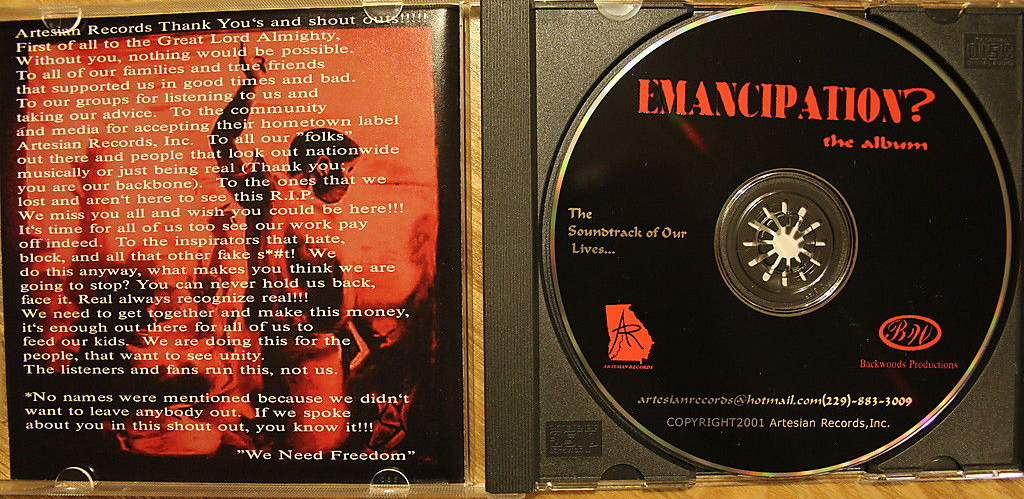 Artesian Records Thank You's and shout outs!!!!!
First of all to the Great Lord Almighty,
Without you, nothing would be possible.
To all of our families and true friends
that supported us in good times and bad.
To our groups for listening to us and
taking our advice. To the community
and media for accepting their hometown label
Artesian Records, Inc. To all our "folks"
out there and people that look out nationwide
musically or just being real (Thank you;
you are our backbone). To the ones that we
lost and aren't here to see this R.I.P.
We miss you all and wish you could be here!!!
It's time for all of us too see our work pay
off indeed. To the inspirators that hate,
block, and all that other fake s*#t! We
do this anyway, what makes you think we are
going to stop? You can never hold us back,
face it. Real always recognize real!!!
We need to get together and make this money,
it's enough out there for all of us to
feed our kids. We are doing this for the
people, that want to see unity.
The listeners and fans run this, not us.
*No names were mentioned because we didn't
want to leave anybody out. If we spoke
about you in this shout out, you know it!!!
"We Need Freedom"
EMANCIPATION?
the album
The
Soundtrack of Our
Lives...
AR
ARTESIAN RECORDS
BW
Backwoods Productions
artesianrecords@hotmail.com(229)-883-3009
COPYRIGHT2001 Artesian Records,Inc.